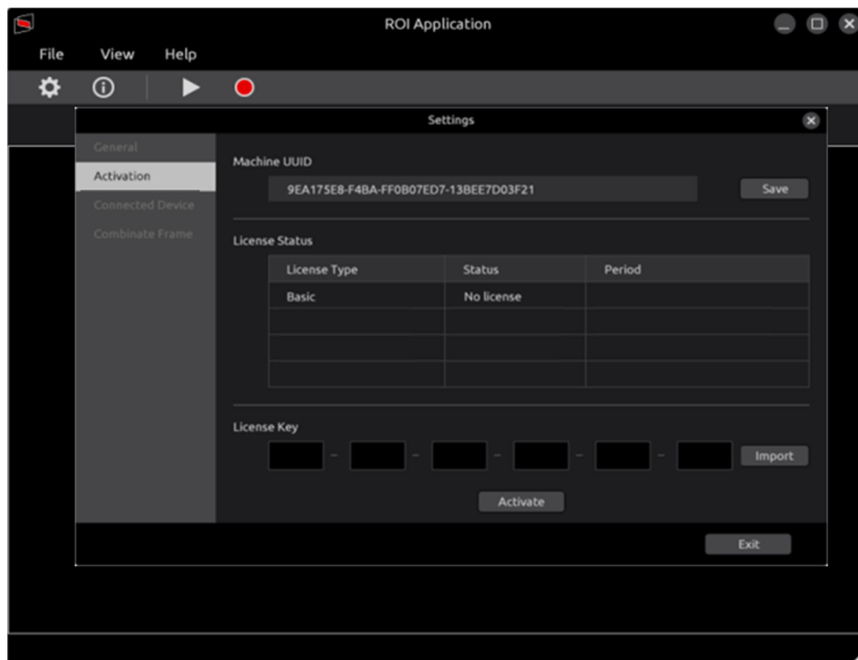 ROI Application
File View Help
Settings
General
Activation
Connected Device
Combinate Frame
Machine UUID
9EA175E8-F4BA-FF0B07ED7-13BEE7D03F21
Save
License Status
License Type Status Period
Basic No license
License Key
- - - - -
Import
Activate
Exit